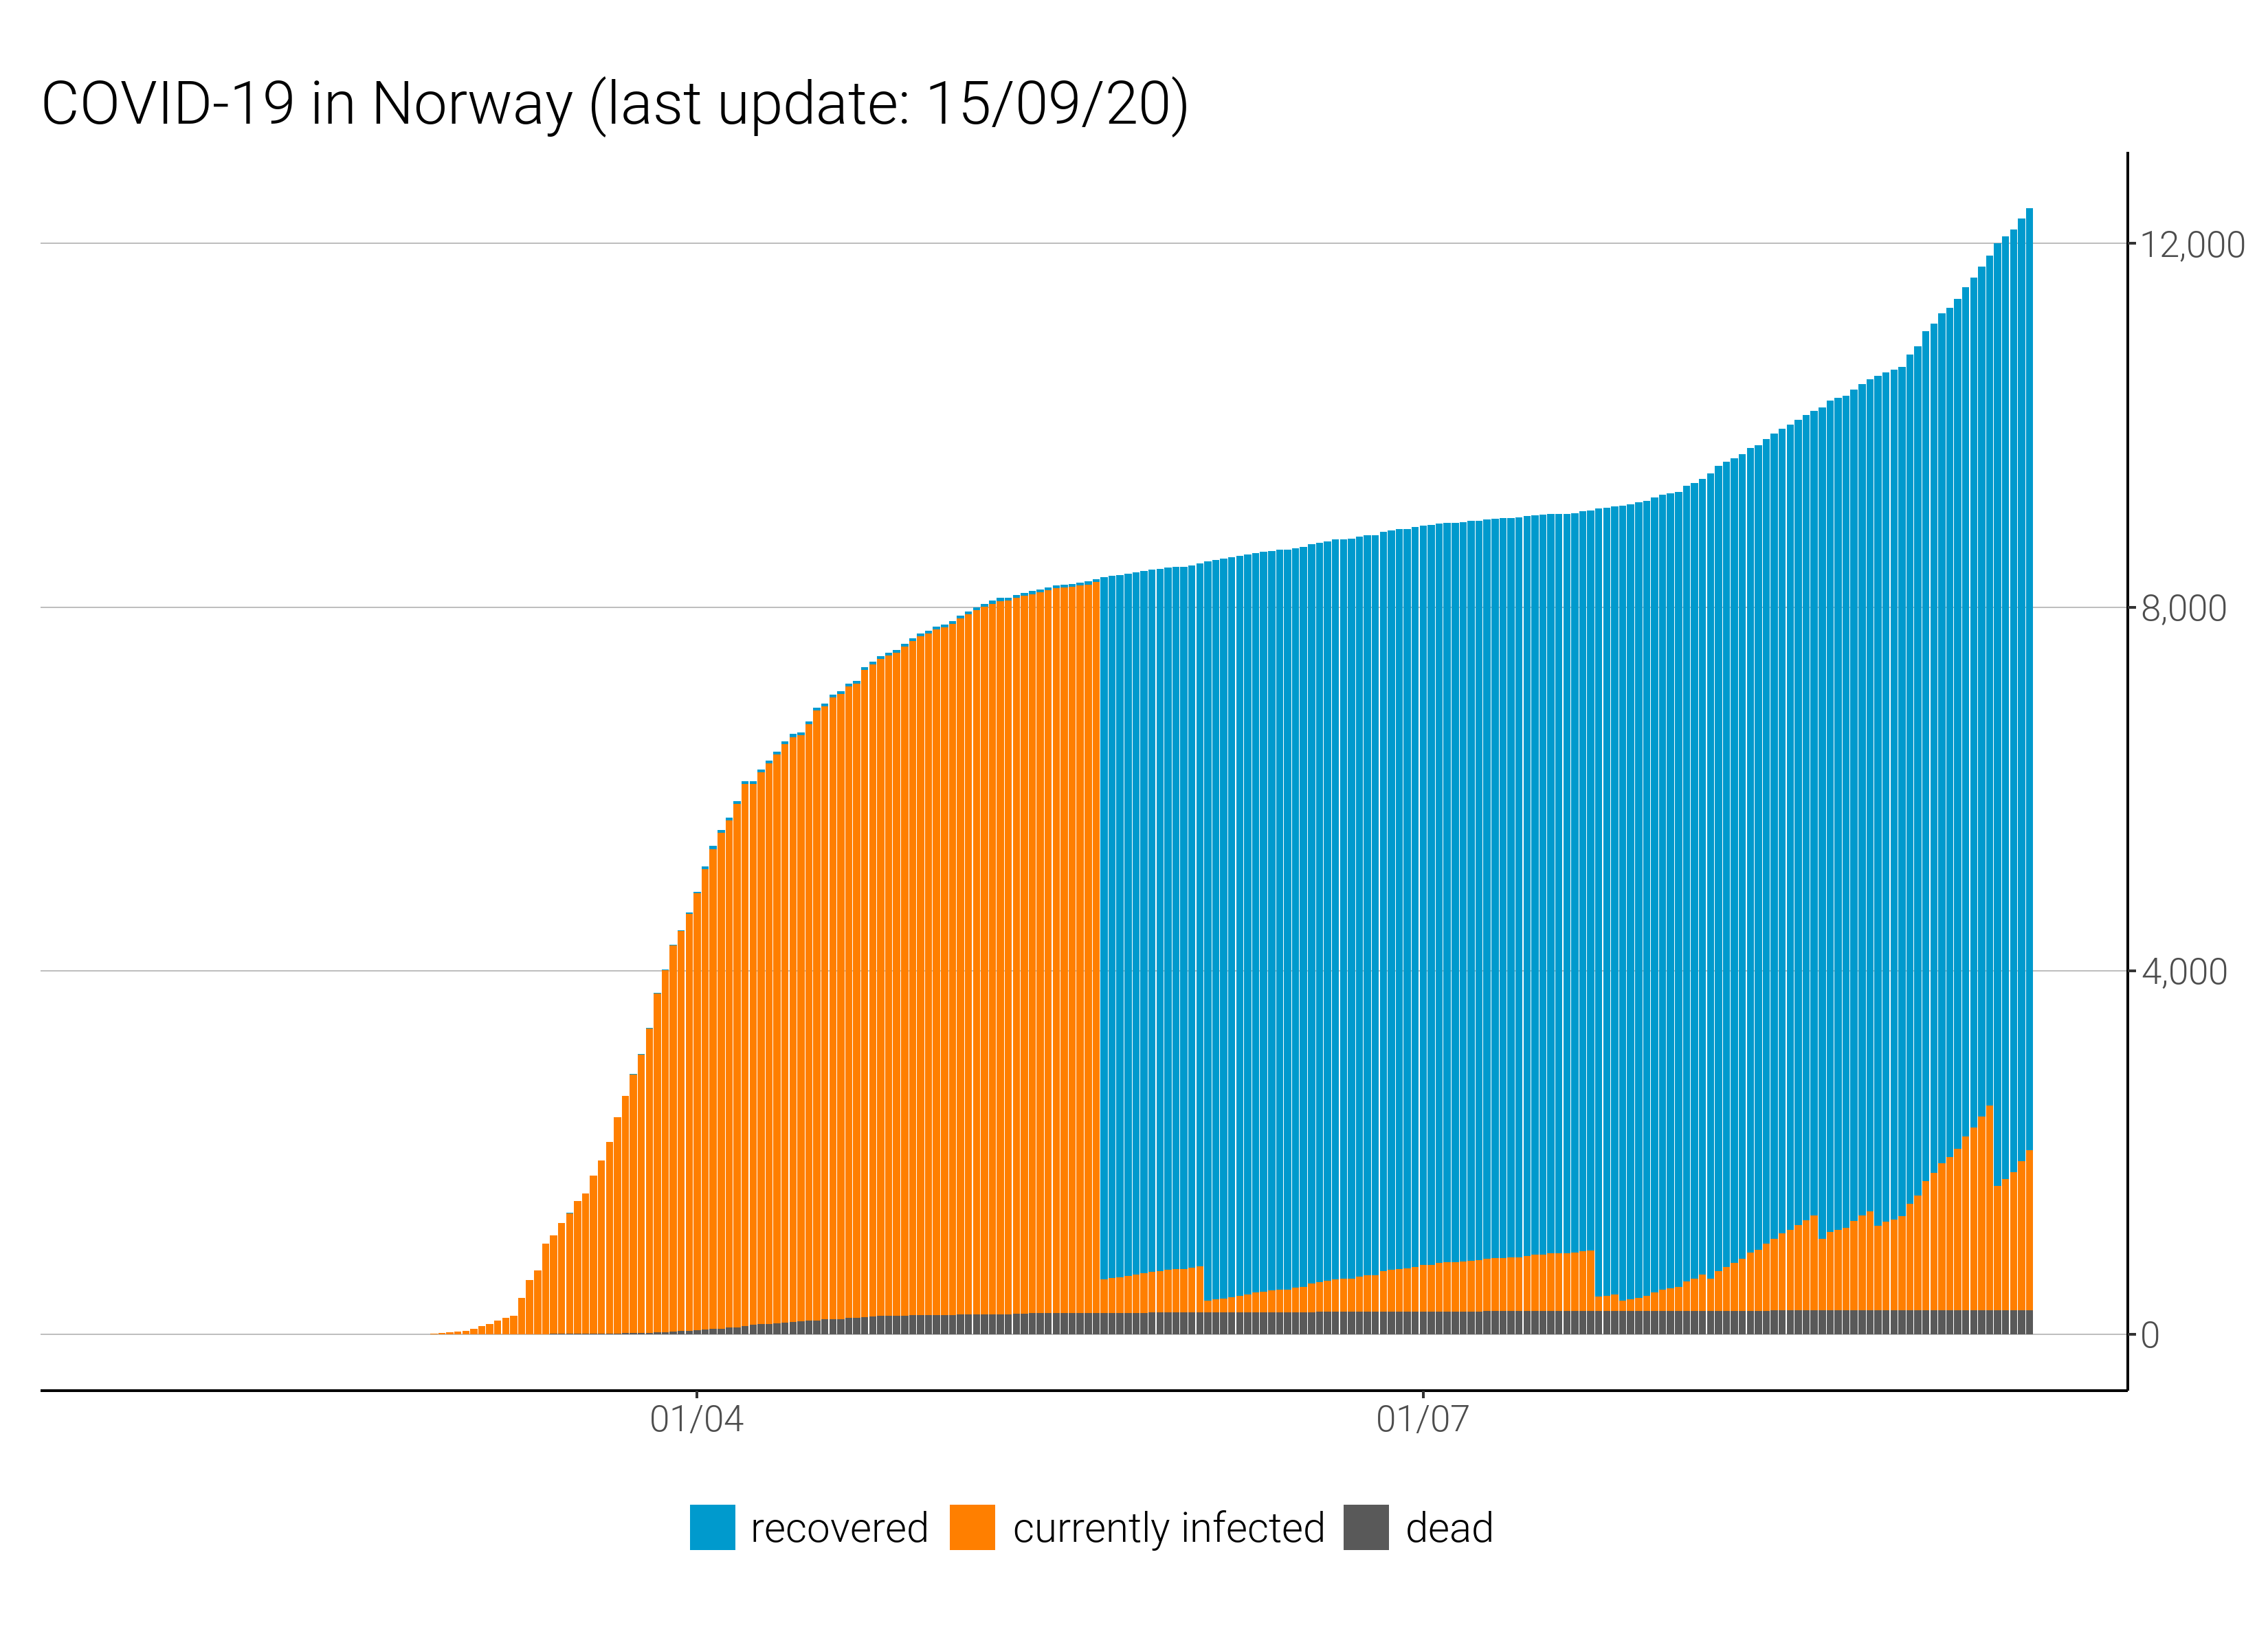 COVID-19 in Norway (last update: 15/09/20)
12,000
8,000
4,000
0
01/04 01/07
recovered currently infected dead